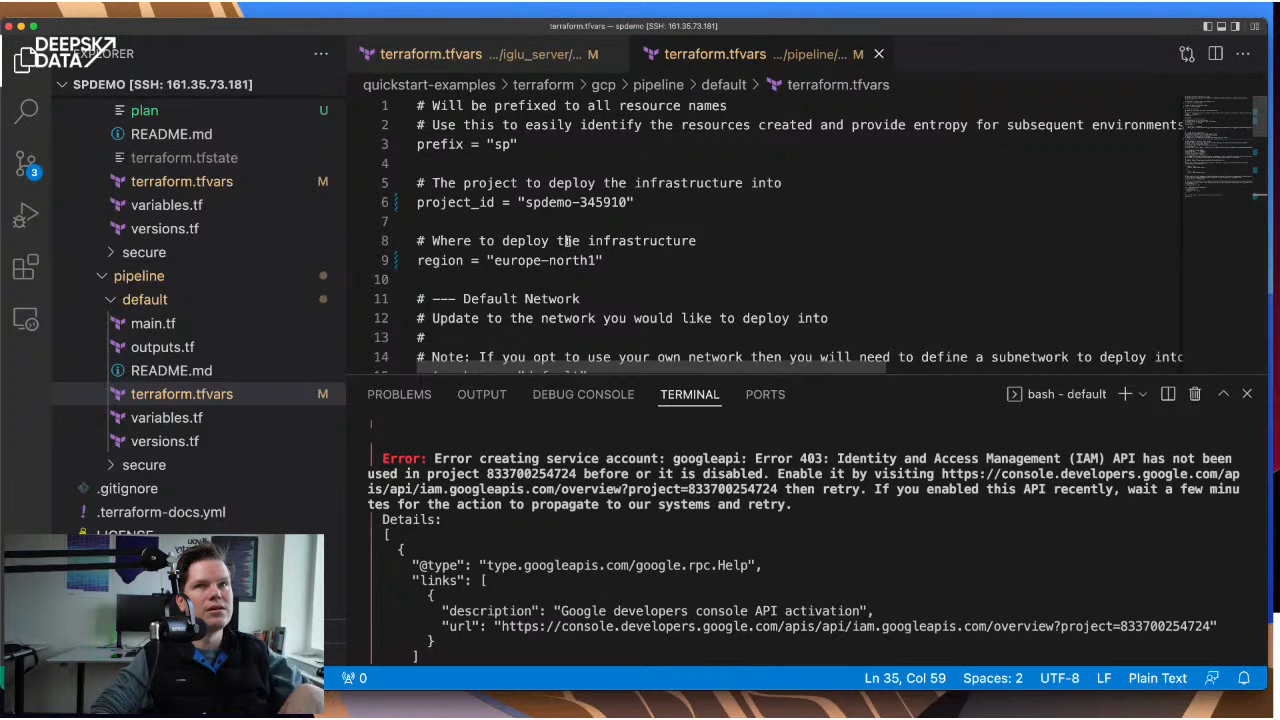 terraform.tfvars — spdemo [SSH: 161.35.73.181]
DEEPSKY
DATA
EXPLORER
terraform.tfvars .../iglu_server/... M
terraform.tfvars .../pipeline/... M
SPDEMO [SSH: 161.35.73.181]
quickstart-examples > terraform > gcp > pipeline > default > terraform.tfvars
plan U
README.md
terraform.tfstate
terraform.tfvars M
variables.tf
versions.tf
secure
pipeline
default
main.tf
outputs.tf
README.md
terraform.tfvars M
variables.tf
versions.tf
secure
.gitignore
.terraform-docs.yml
LICENSE
3
1 # Will be prefixed to all resource names
2 # Use this to easily identify the resources created and provide entropy for subsequent environments
3 prefix = "sp"
4
5 # The project to deploy the infrastructure into
6 project_id = "spdemo-345910"
7
8 # Where to deploy the infrastructure
9 region = "europe-north1"
10
11 # --- Default Network
12 # Update to the network you would like to deploy into
13 #
14 # Note: If you opt to use your own network then you will need to define a subnetwork to deploy into
PROBLEMS OUTPUT DEBUG CONSOLE TERMINAL PORTS bash - default
Error: Error creating service account: googleapi: Error 403: Identity and Access Management (IAM) API has not been
used in project 833700254724 before or it is disabled. Enable it by visiting https://console.developers.google.com/ap
is/api/iam.googleapis.com/overview?project=833700254724 then retry. If you enabled this API recently, wait a few minu
tes for the action to propagate to our systems and retry.
Details:
[
{
"@type": "type.googleapis.com/google.rpc.Help",
"links": [
{
"description": "Google developers console API activation",
"url": "https://console.developers.google.com/apis/api/iam.googleapis.com/overview?project=833700254724"
}
]
0
Ln 35, Col 59 Spaces: 2 UTF-8 LF Plain Text